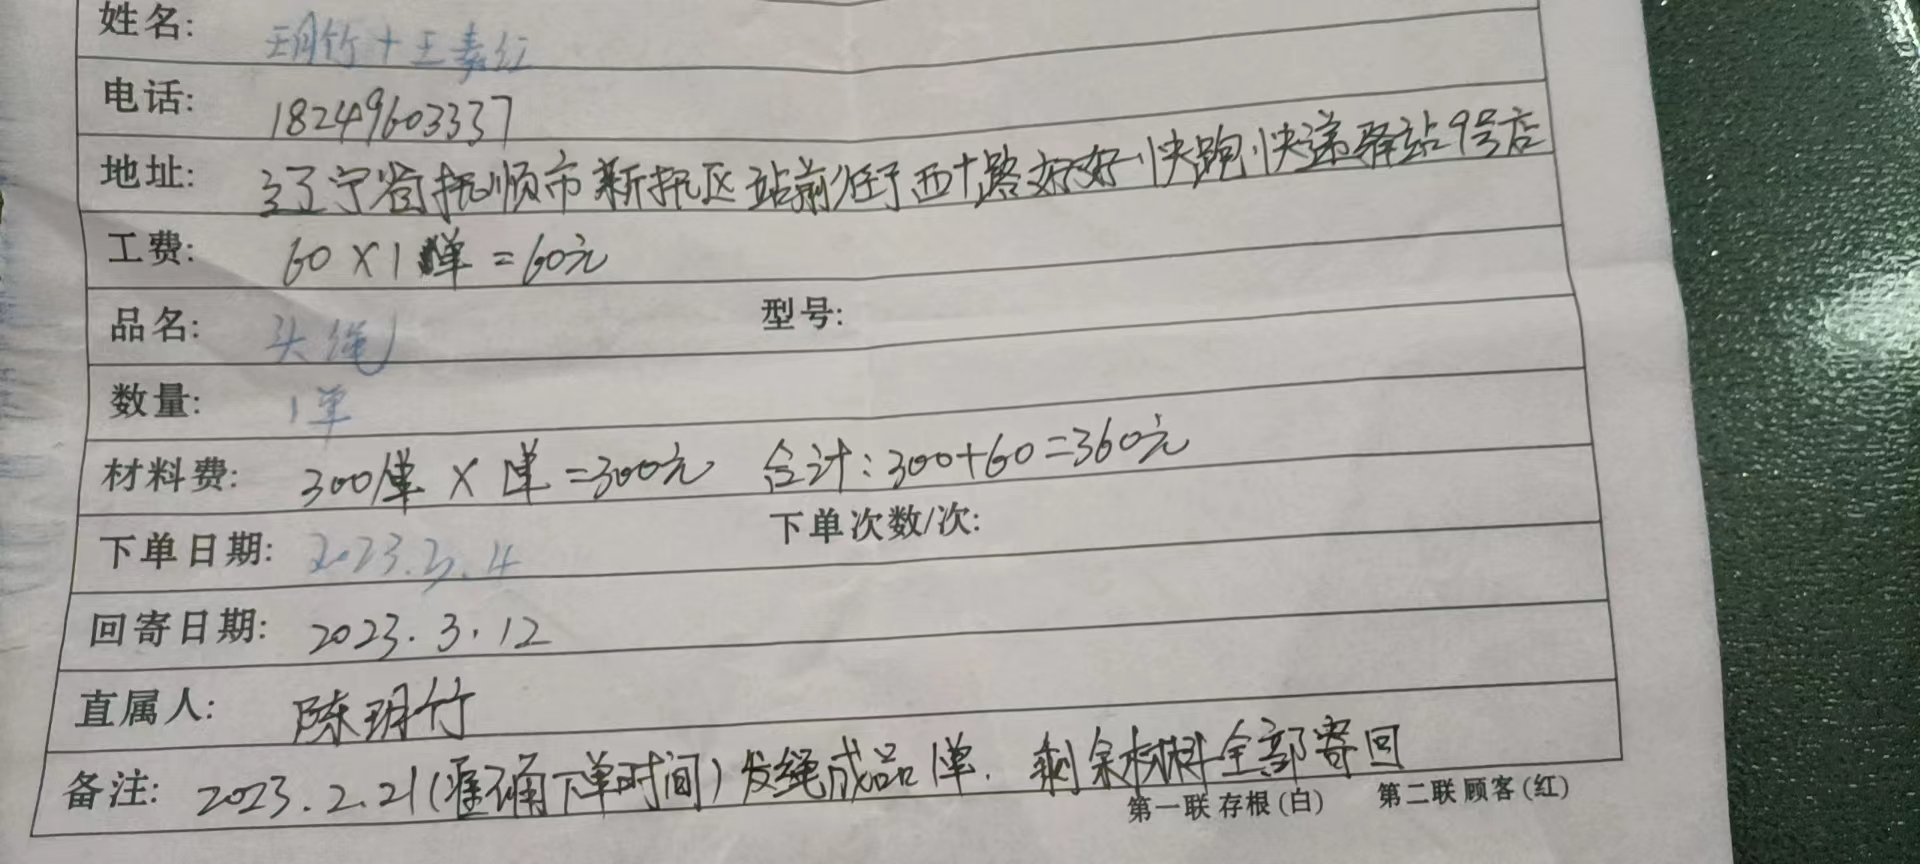 姓名: 玥竹+王素红
电话: 18249603337
地址: 辽宁省抚顺市新抚区站前街西十路好好快跑快递驿站9号店
工费: 60×1单=60元
品名: 头绳 型号:
数量: 1单
材料费: 300/单×1单=300元 合计:300+60=360元
下单日期: 2023.3.4 下单次数/次:
回寄日期: 2023.3.12
直属人: 陈玥竹
备注: 2023.2.21(准确下单时间)发绳成品1单.剩余材料全部寄回
第一联 存根(白) 第二联 顾客(红)